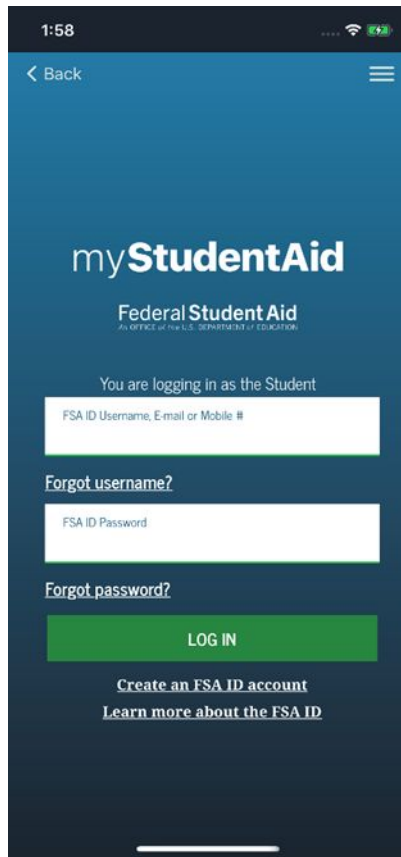 1:58
Back
myStudentAid
Federal Student Aid
An OFFICE of the U.S. DEPARTMENT of EDUCATION
You are logging in as the Student
FSA ID Username, E-mail or Mobile #
Forgot username?
FSA ID Password
Forgot password?
LOG IN
Create an FSA ID account
Learn more about the FSA ID